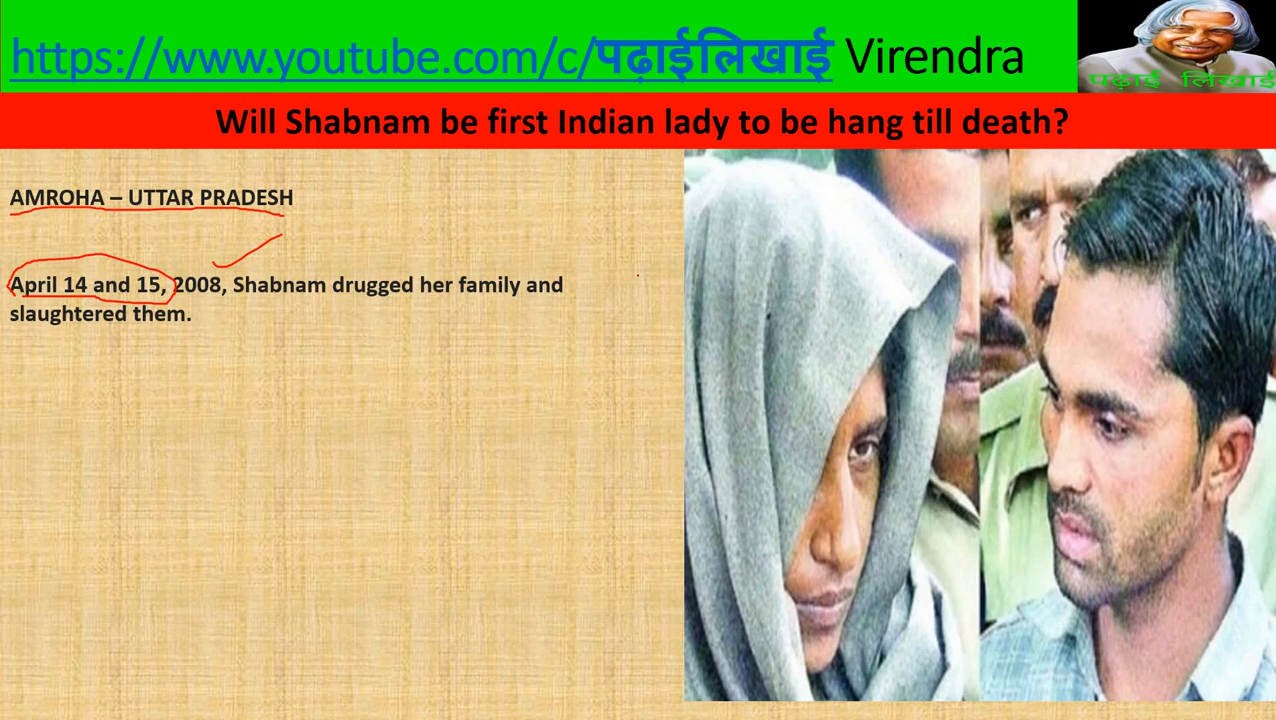 https://www.youtube.com/c/पढ़ाईलिखाई Virendra
पढ़ाई लिखाई
Will Shabnam be first Indian lady to be hang till death?
AMROHA – UTTAR PRADESH
April 14 and 15, 2008, Shabnam drugged her family and
slaughtered them.